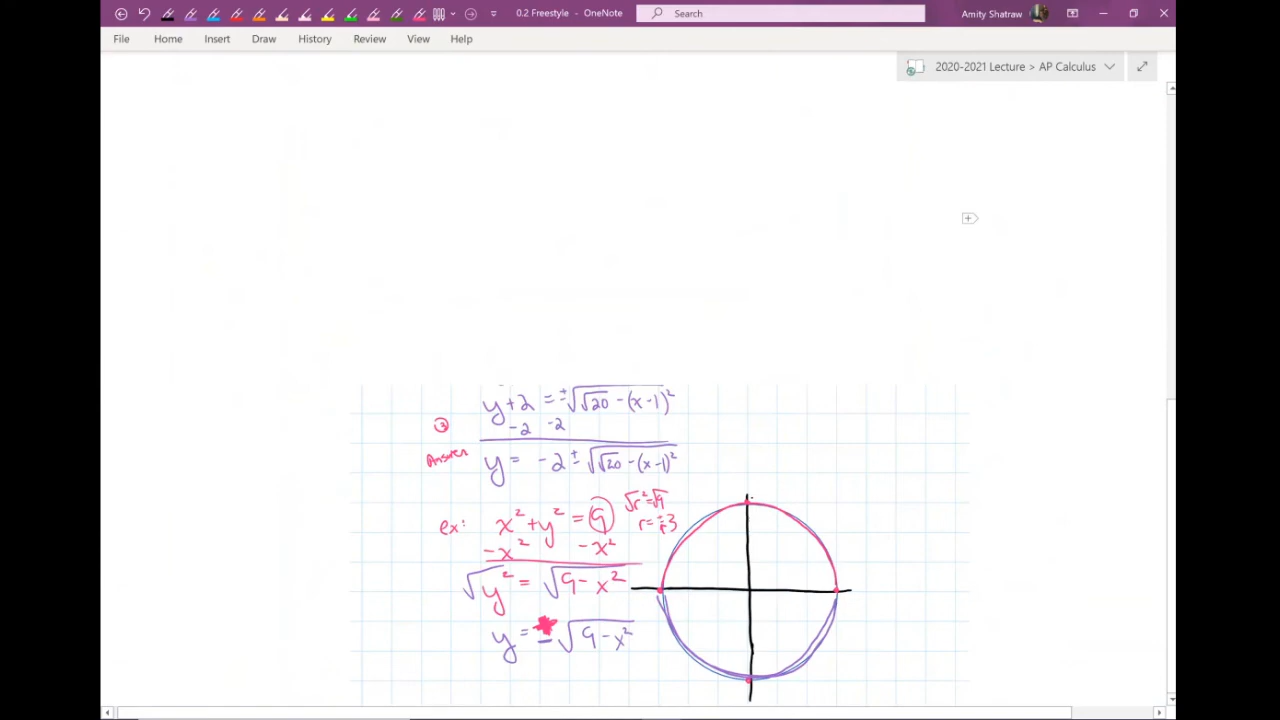 0.2 Freestyle - OneNote
Search
Amity Shatraw
File Home Insert Draw History Review View Help
2020-2021 Lecture > AP Calculus
y+2 = ±√(√20 - (x-1)²
-2 -2
③
Answer
y = -2 ± √(√20 - (x-1)²
ex: x² + y² = 9
√r² = √9
r = ±3
-x² -x²
√y² = √9-x²
y = - √9-x²